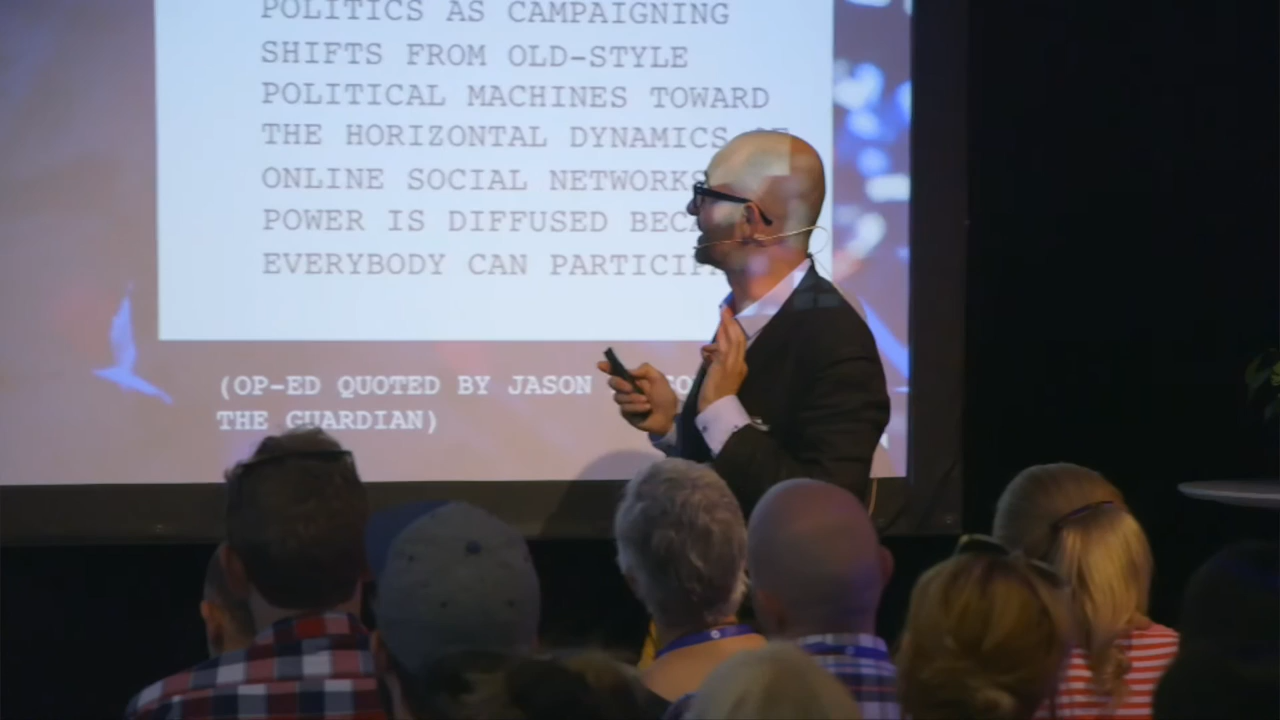 POLITICS AS CAMPAIGNING
SHIFTS FROM OLD-STYLE
POLITICAL MACHINES TOWARD
THE HORIZONTAL DYNAMICS
ONLINE SOCIAL NETWORKS
POWER IS DIFFUSED
EVERYBODY CAN
(OP-ED QUOTED BY JASON
THE GUARDIAN)